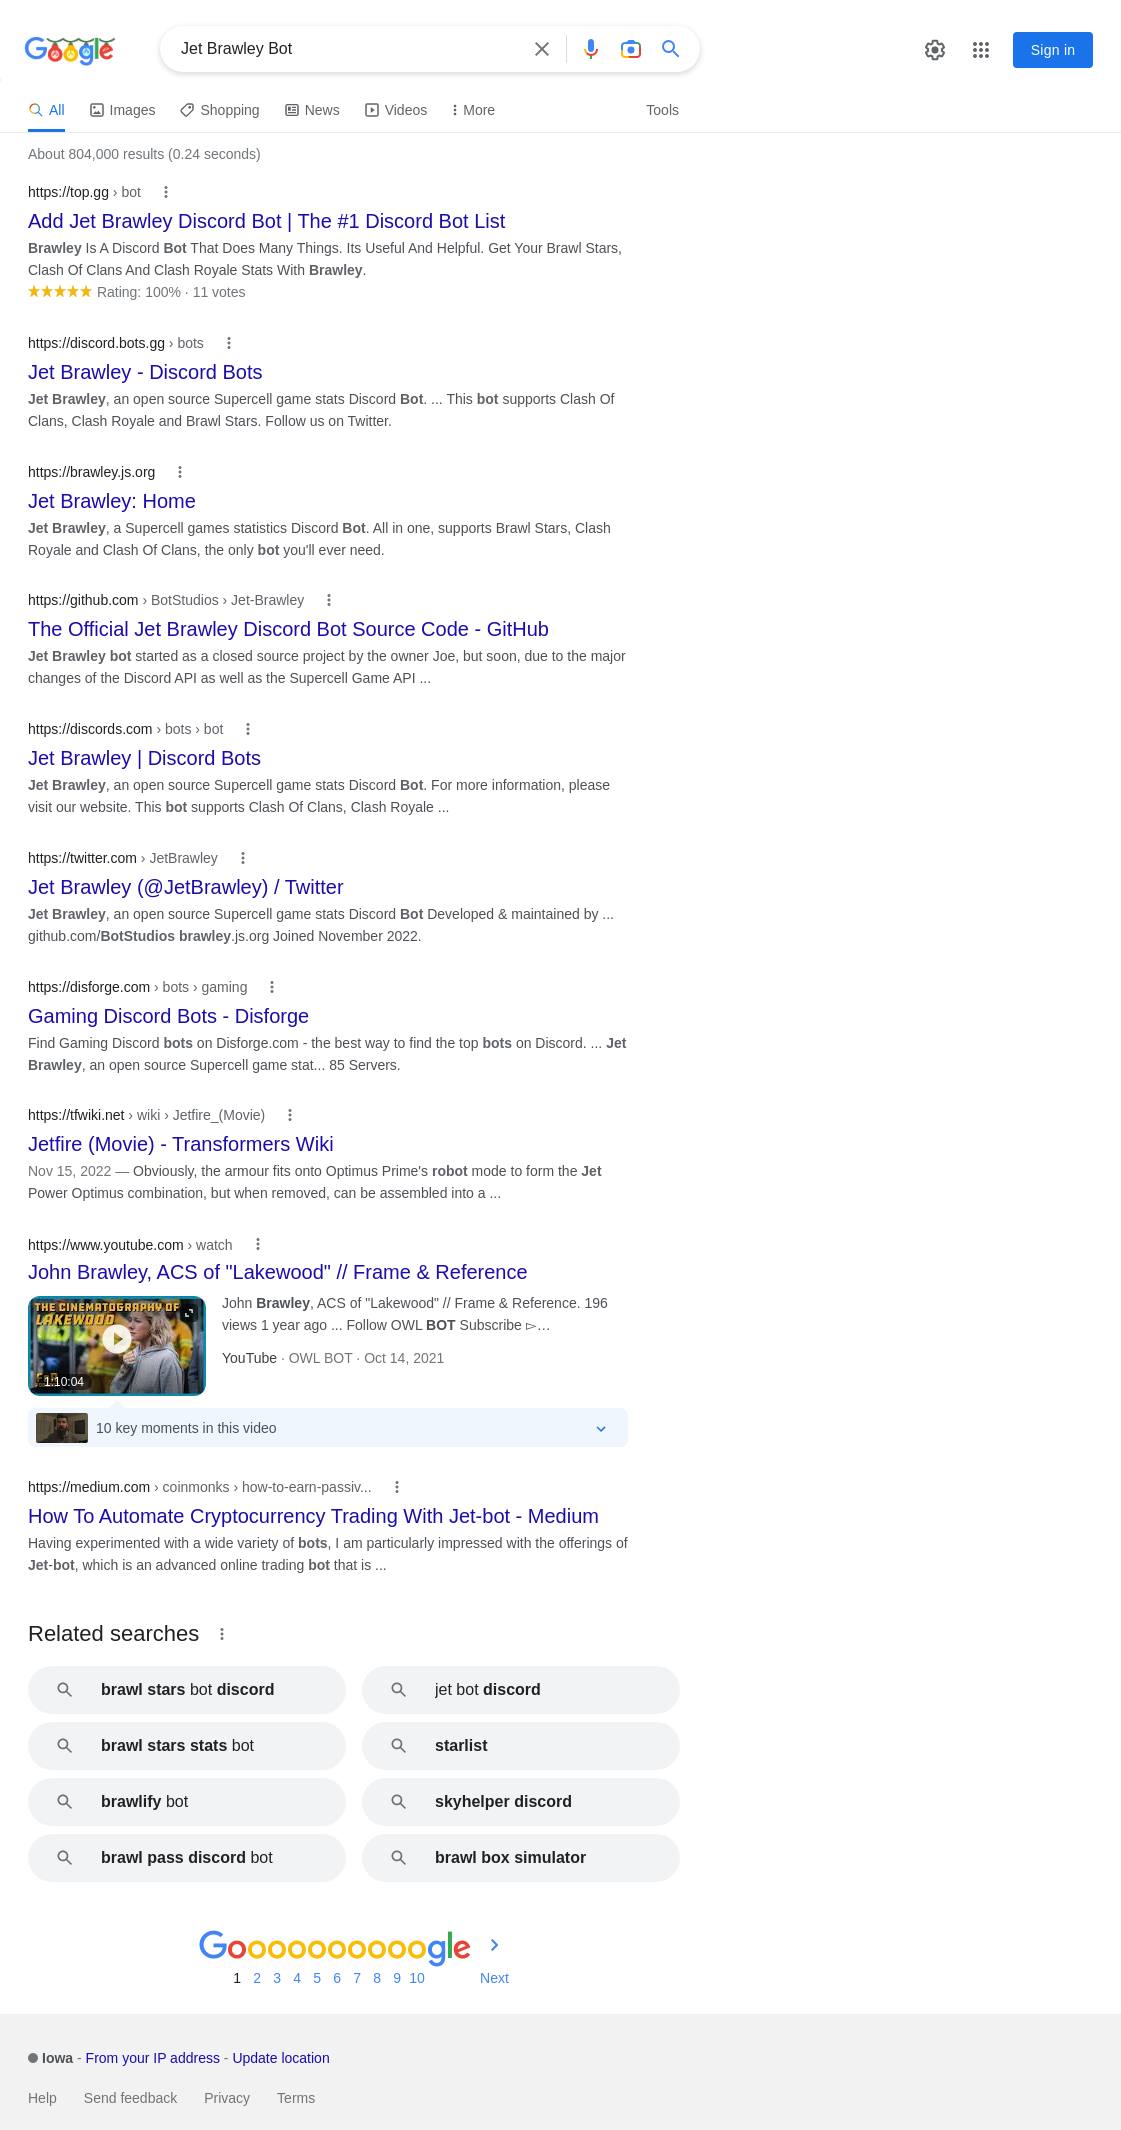 Google
Jet Brawley Bot
Sign in
All Images Shopping News Videos More Tools
About 804,000 results (0.24 seconds)
https://top.gg › bot
Add Jet Brawley Discord Bot | The #1 Discord Bot List
Brawley Is A Discord Bot That Does Many Things. Its Useful And Helpful. Get Your Brawl Stars,
Clash Of Clans And Clash Royale Stats With Brawley.
Rating: 100% · 11 votes
https://discord.bots.gg › bots
Jet Brawley - Discord Bots
Jet Brawley, an open source Supercell game stats Discord Bot. ... This bot supports Clash Of
Clans, Clash Royale and Brawl Stars. Follow us on Twitter.
https://brawley.js.org
Jet Brawley: Home
Jet Brawley, a Supercell games statistics Discord Bot. All in one, supports Brawl Stars, Clash
Royale and Clash Of Clans, the only bot you'll ever need.
https://github.com › BotStudios › Jet-Brawley
The Official Jet Brawley Discord Bot Source Code - GitHub
Jet Brawley bot started as a closed source project by the owner Joe, but soon, due to the major
changes of the Discord API as well as the Supercell Game API ...
https://discords.com › bots › bot
Jet Brawley | Discord Bots
Jet Brawley, an open source Supercell game stats Discord Bot. For more information, please
visit our website. This bot supports Clash Of Clans, Clash Royale ...
https://twitter.com › JetBrawley
Jet Brawley (@JetBrawley) / Twitter
Jet Brawley, an open source Supercell game stats Discord Bot Developed & maintained by ...
github.com/BotStudios brawley.js.org Joined November 2022.
https://disforge.com › bots › gaming
Gaming Discord Bots - Disforge
Find Gaming Discord bots on Disforge.com - the best way to find the top bots on Discord. ... Jet
Brawley, an open source Supercell game stat... 85 Servers.
https://tfwiki.net › wiki › Jetfire_(Movie)
Jetfire (Movie) - Transformers Wiki
Nov 15, 2022 — Obviously, the armour fits onto Optimus Prime's robot mode to form the Jet
Power Optimus combination, but when removed, can be assembled into a ...
https://www.youtube.com › watch
John Brawley, ACS of "Lakewood" // Frame & Reference
THE CINEMATOGRAPHY OF
LAKEWOOD
1:10:04
John Brawley, ACS of "Lakewood" // Frame & Reference. 196
views 1 year ago ... Follow OWL BOT Subscribe ▻…
YouTube · OWL BOT · Oct 14, 2021
10 key moments in this video
https://medium.com › coinmonks › how-to-earn-passiv...
How To Automate Cryptocurrency Trading With Jet-bot - Medium
Having experimented with a wide variety of bots, I am particularly impressed with the offerings of
Jet-bot, which is an advanced online trading bot that is ...
Related searches
brawl stars bot discord
jet bot discord
brawl stars stats bot
starlist
brawlify bot
skyhelper discord
brawl pass discord bot
brawl box simulator
Goooooooooogle
1 2 3 4 5 6 7 8 9 10 Next
Iowa - From your IP address - Update location
Help Send feedback Privacy Terms